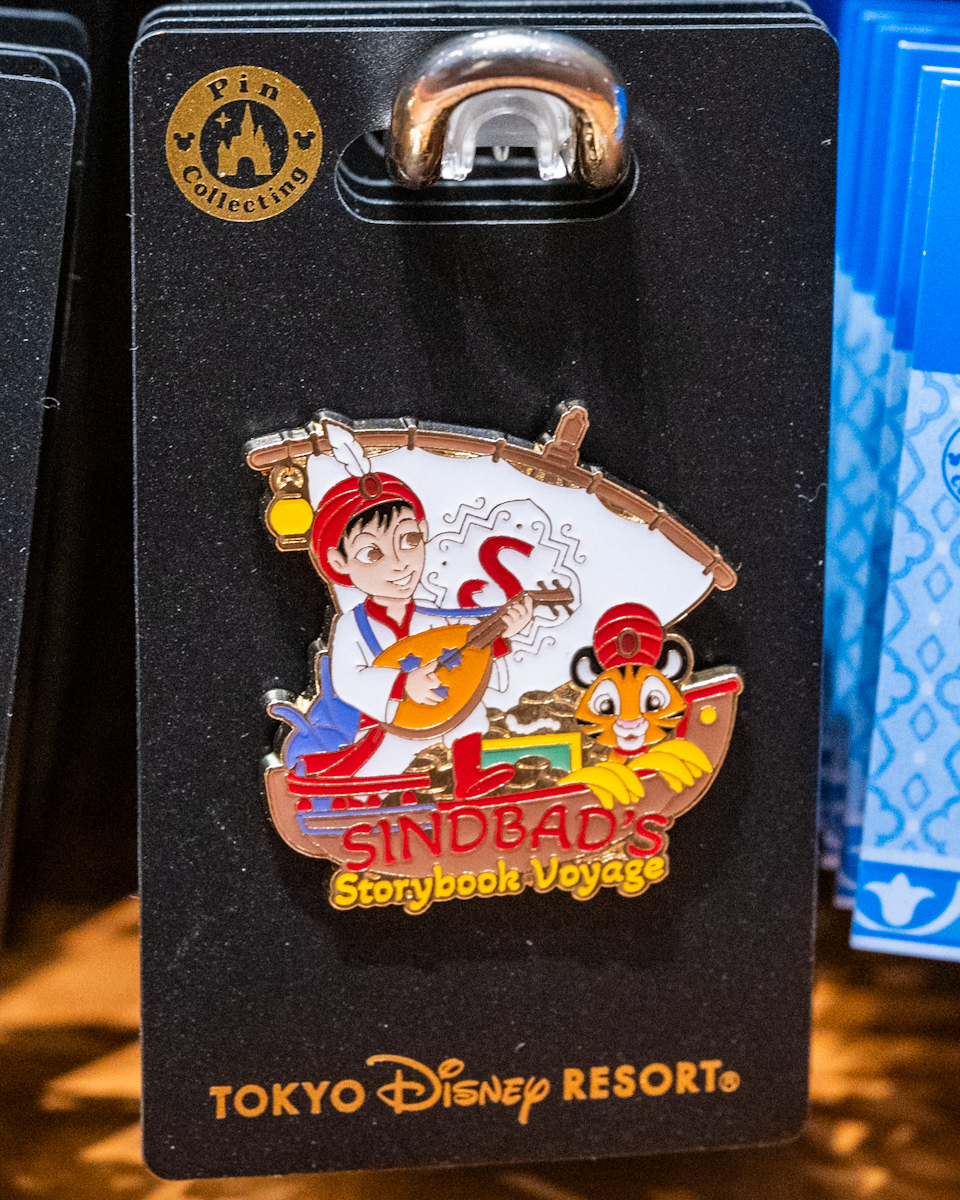 Pin
Collecting
S
SINDBAD'S
Storybook Voyage
TOKYO Disney RESORT®